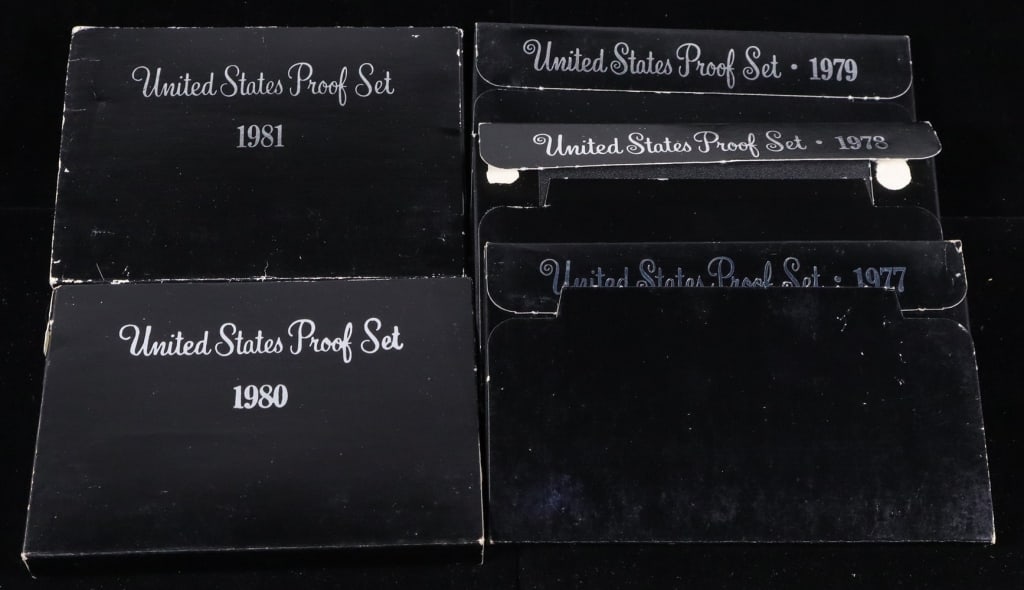 United States Proof Set
1981
United States Proof Set
1980
United States Proof Set • 1979
United States Proof Set • 1978
United States Proof Set • 1977